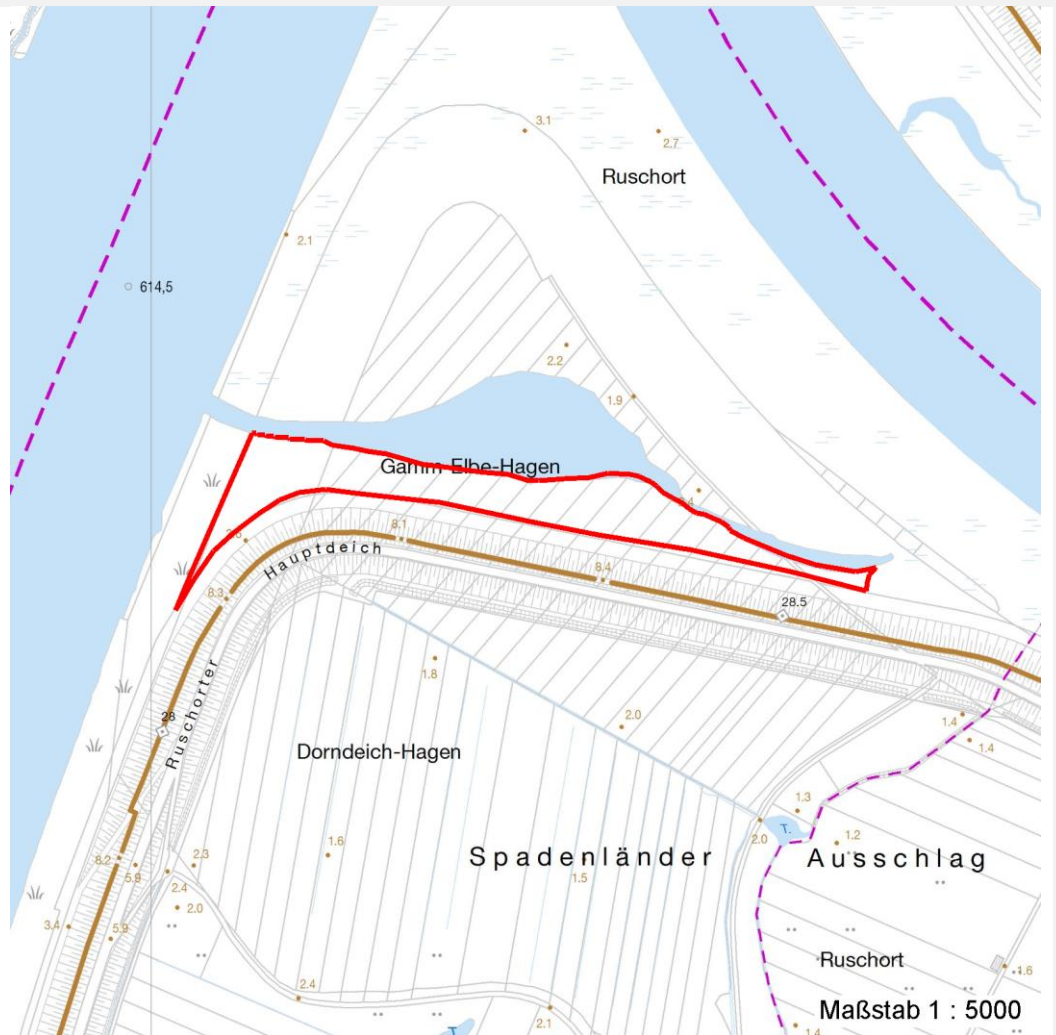 3.1
2.7
Ruschort
2.1
614,5
2.2
1.9
Gamm-Elbe-Hagen
8.1
Hauptdeich
8.4
8.3
28.5
1.8
Ruschorter
28
2.0
1.4
1.4
Dorndeich-Hagen
1.3
T.
2.0
1.2
1.6
8.2
5.9
2.3
2.4
Spadenländer
Ausschlag
1.5
2.0
3.4
5.9
Ruschort
1.6
2.4
2.1
Maßstab 1 : 5000
T
1.4